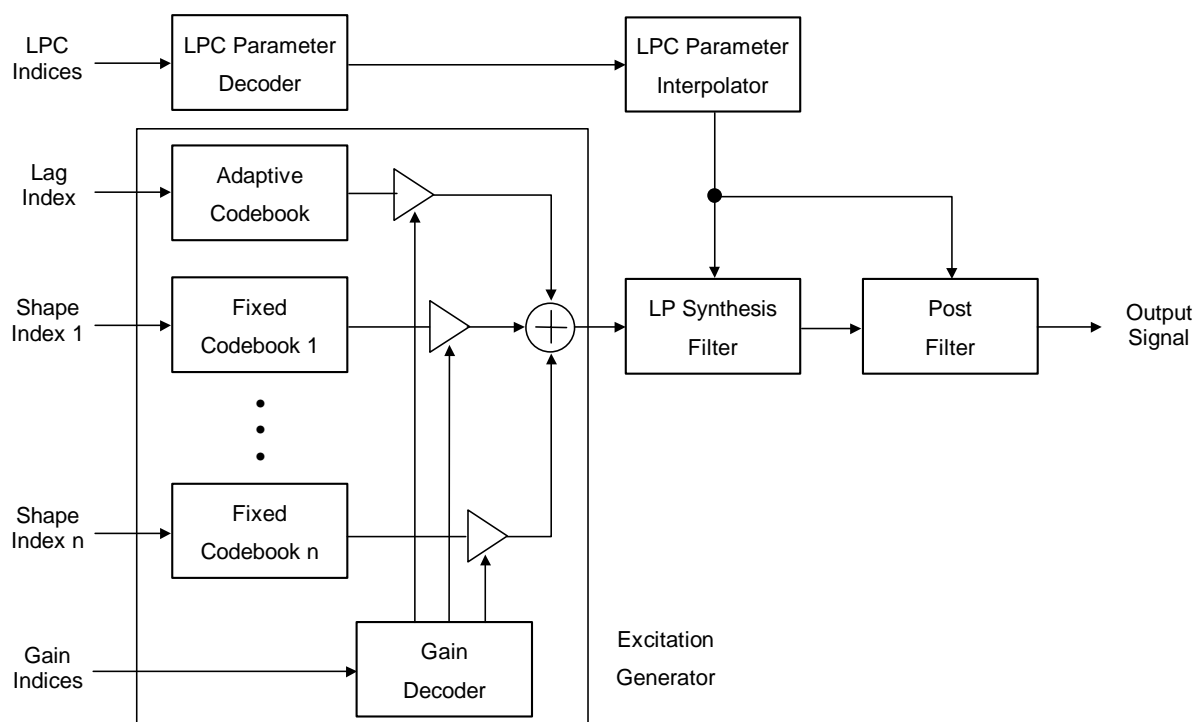 LPC
Indices
LPC Parameter
Decoder
LPC Parameter
Interpolator
Lag
Index
Adaptive
Codebook
Shape
Index 1
Fixed
Codebook 1
LP Synthesis
Filter
Post
Filter
Output
Signal
Shape
Index n
Fixed
Codebook n
Gain
Indices
Gain
Decoder
Excitation
Generator